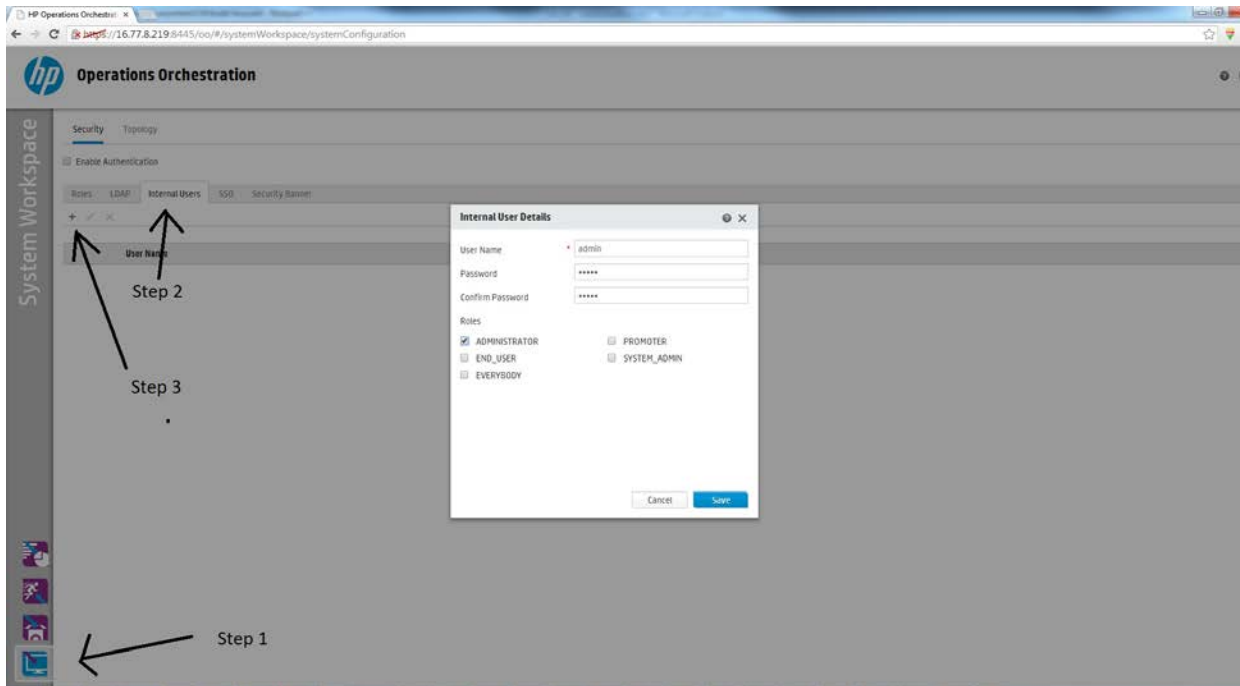 HP Operations Orchestrat
https://16.77.8.219:8445/oo/#/systemWorkspace/systemConfiguration
hp Operations Orchestration
System Workspace
Security Topology
Enable Authentication
Roles LDAP Internal Users SSO Security Banner
User Name
Step 2
Step 3
Internal User Details
User Name * admin
Password •••••
Confirm Password •••••
Roles
ADMINISTRATOR PROMOTER
END_USER SYSTEM_ADMIN
EVERYBODY
Cancel Save
Step 1